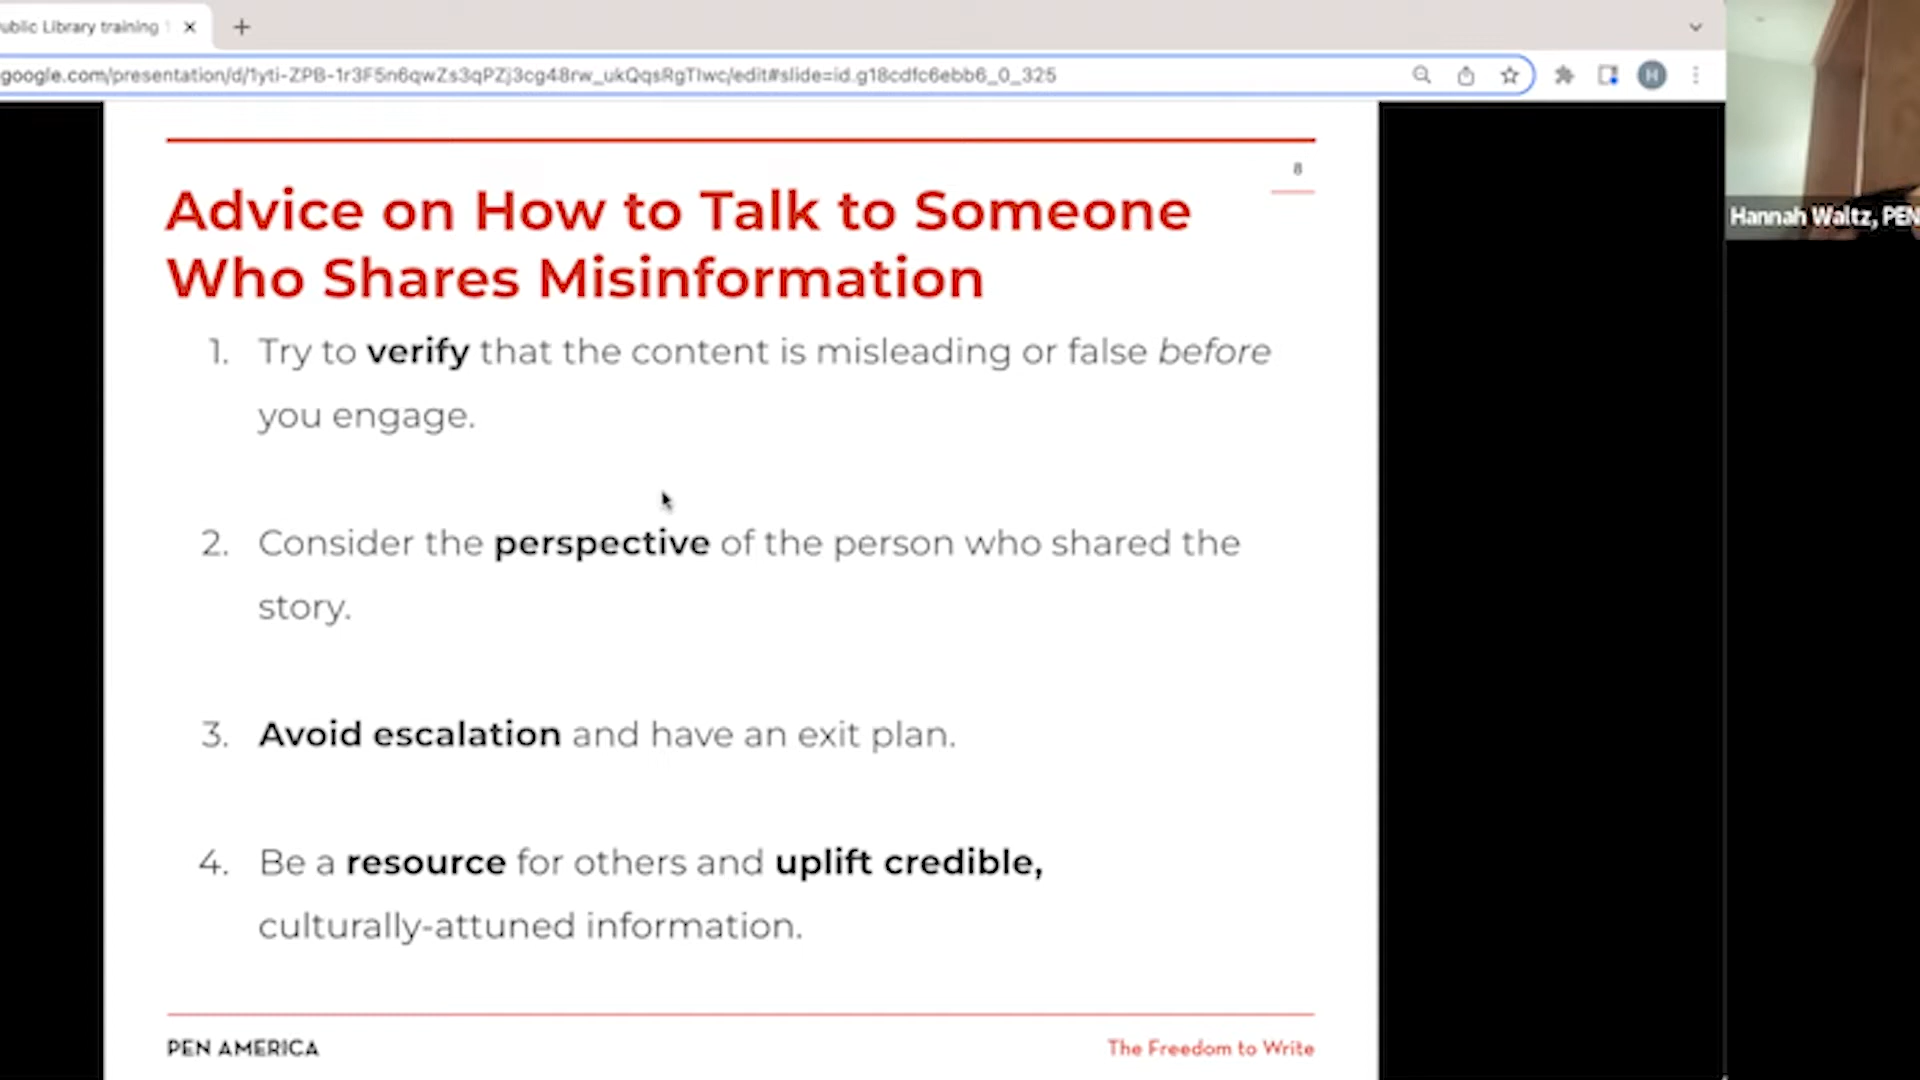 ublic Library training
google.com/presentation/d/1yti-ZPB-1r3F5n6qwZs3qPZj3cg48rw_ukQqsRgTlwc/edit#slide=id.g18cdfc6ebb6_0_325
H
Hannah Waltz, PEN
8
Advice on How to Talk to Someone
Who Shares Misinformation
1. Try to verify that the content is misleading or false before
you engage.
2. Consider the perspective of the person who shared the
story.
3. Avoid escalation and have an exit plan.
4. Be a resource for others and uplift credible,
culturally-attuned information.
PEN AMERICA
The Freedom to Write